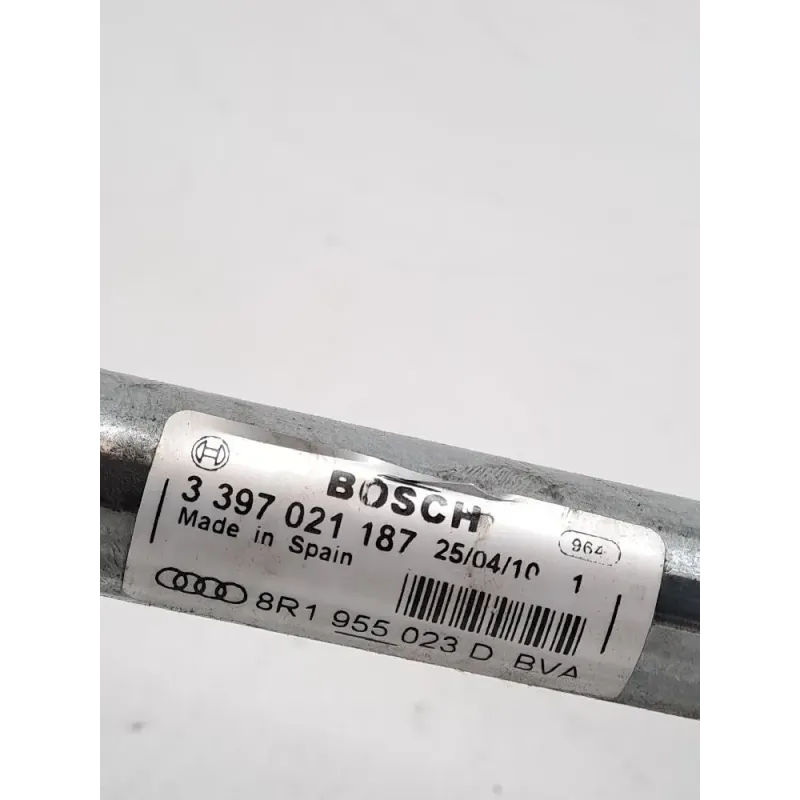 BOSCH
3 397 021 187 25/04/10 1
964
Made in Spain
8R1 955 023 D BVA